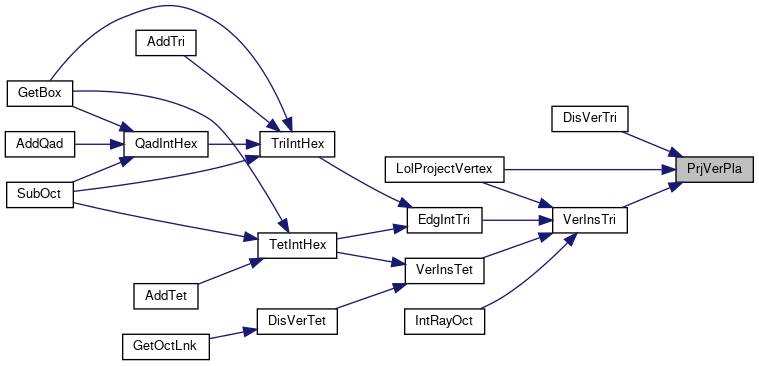 AddTri
GetBox
DisVerTri
AddQad
QadIntHex
TriIntHex
LolProjectVertex
PrjVerPla
SubOct
EdgIntTri
VerInsTri
TetIntHex
VerInsTet
AddTet
DisVerTet
IntRayOct
GetOctLnk